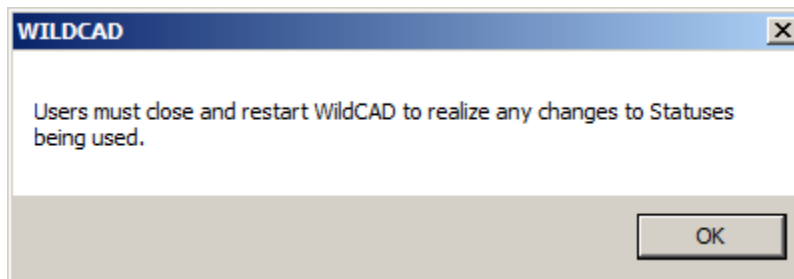 WILDCAD
Users must close and restart WildCAD to realize any changes to Statuses
being used.
OK